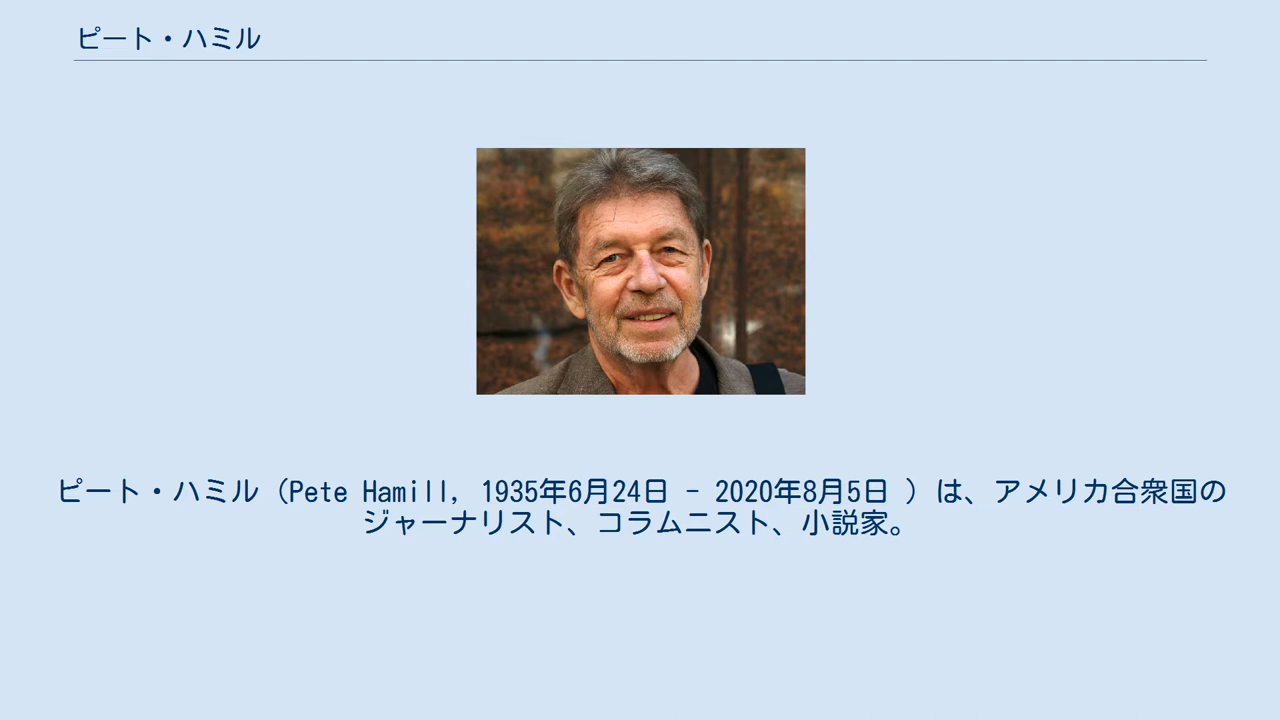 ピート・ハミル
ピート・ハミル（Pete Hamill, 1935年6月24日 - 2020年8月5日 ）は、アメリカ合衆国の
ジャーナリスト、コラムニスト、小説家。